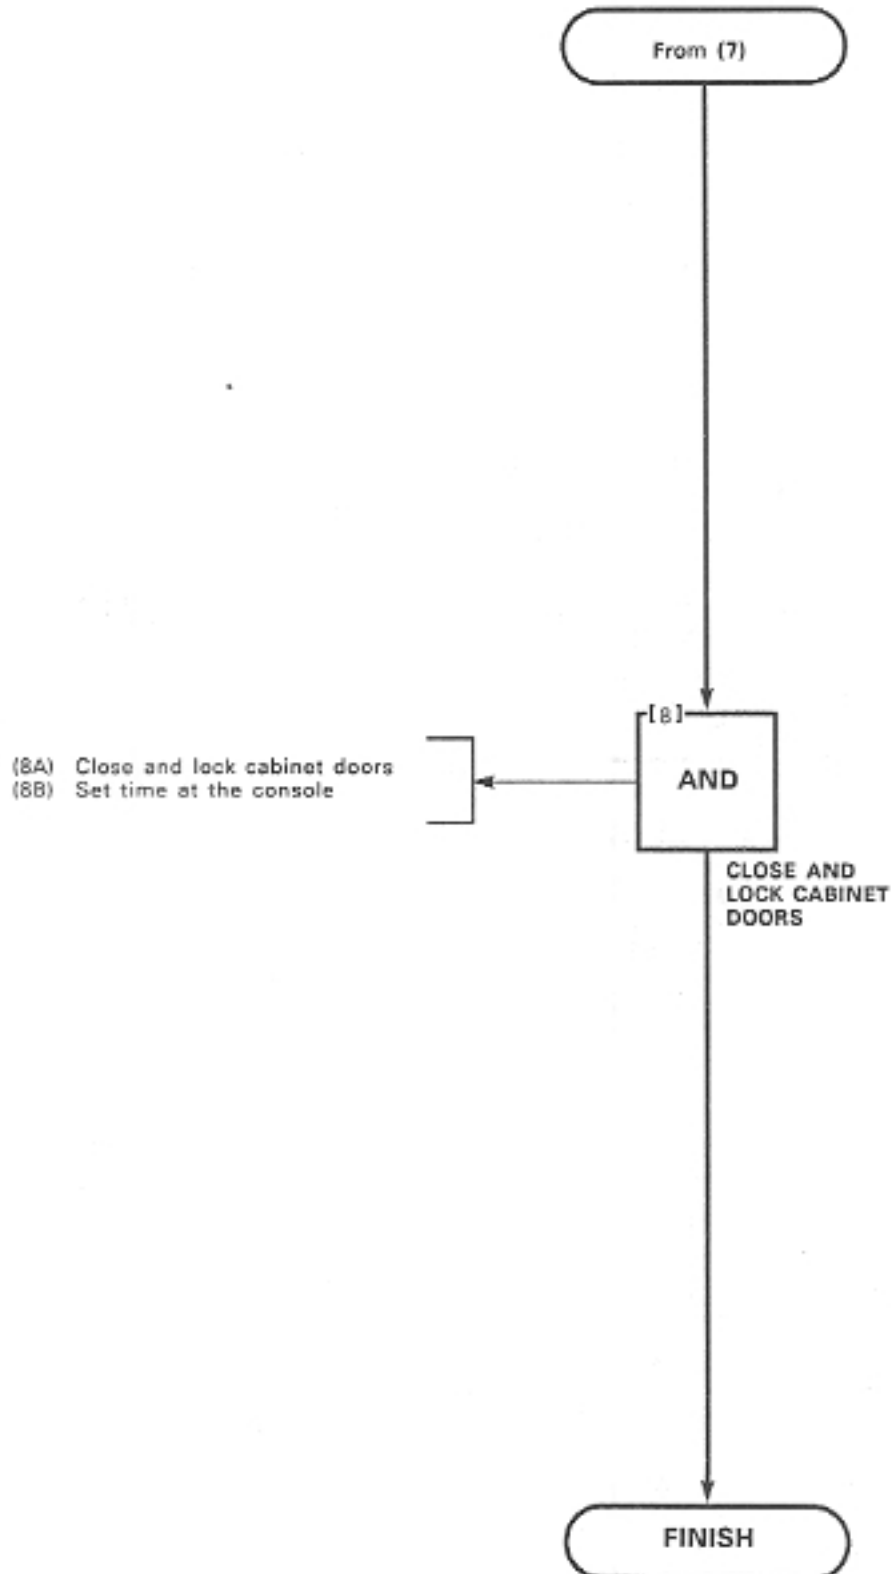 From (7)
[8]
AND
(8A) Close and lock cabinet doors
(8B) Set time at the console
CLOSE AND
LOCK CABINET
DOORS
FINISH